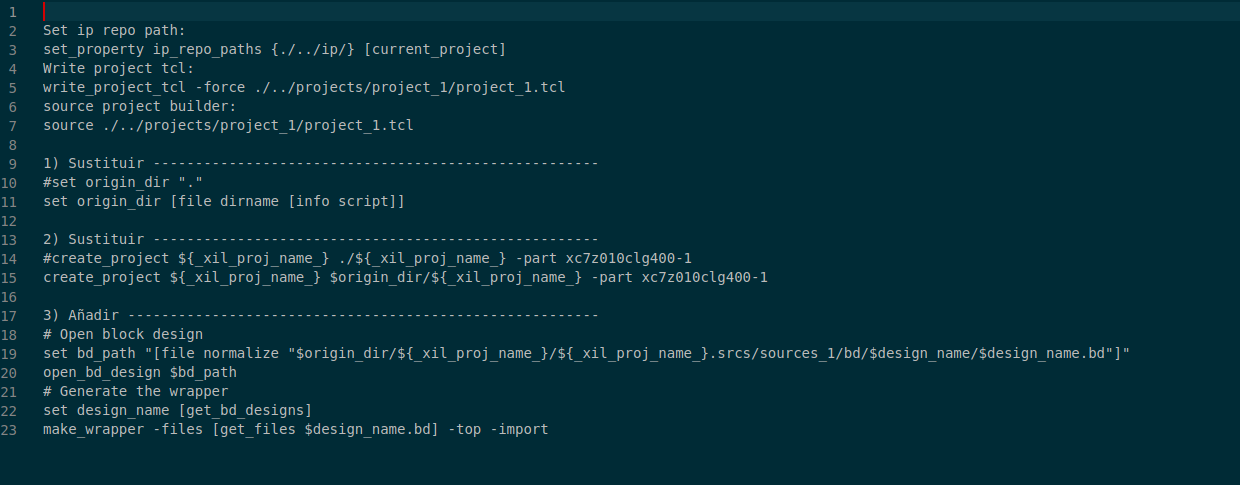 1
2 Set ip repo path:
3 set_property ip_repo_paths {./../ip/} [current_project]
4 Write project tcl:
5 write_project_tcl -force ./../projects/project_1/project_1.tcl
6 source project builder:
7 source ./../projects/project_1/project_1.tcl
8
9 1) Sustituir -----------------------------------------------------
10 #set origin_dir "."
11 set origin_dir [file dirname [info script]]
12
13 2) Sustituir -----------------------------------------------------
14 #create_project ${_xil_proj_name_} ./${_xil_proj_name_} -part xc7z010clg400-1
15 create_project ${_xil_proj_name_} $origin_dir/${_xil_proj_name_} -part xc7z010clg400-1
16
17 3) Añadir --------------------------------------------------------
18 # Open block design
19 set bd_path "[file normalize "$origin_dir/${_xil_proj_name_}/${_xil_proj_name_}.srcs/sources_1/bd/$design_name/$design_name.bd"]"
20 open_bd_design $bd_path
21 # Generate the wrapper
22 set design_name [get_bd_designs]
23 make_wrapper -files [get_files $design_name.bd] -top -import